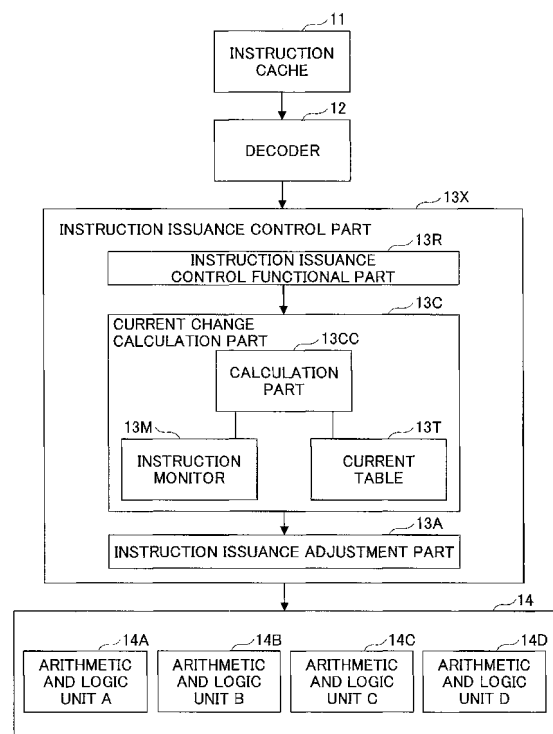 11
INSTRUCTION
CACHE
12
DECODER
13X
INSTRUCTION ISSUANCE CONTROL PART
13R
INSTRUCTION ISSUANCE
CONTROL FUNCTIONAL PART
13C
CURRENT CHANGE
CALCULATION PART
13CC
CALCULATION
PART
13M
INSTRUCTION
MONITOR
13T
CURRENT
TABLE
13A
INSTRUCTION ISSUANCE ADJUSTMENT PART
14
14A
ARITHMETIC
AND LOGIC
UNIT A
14B
ARITHMETIC
AND LOGIC
UNIT B
14C
ARITHMETIC
AND LOGIC
UNIT C
14D
ARITHMETIC
AND LOGIC
UNIT D